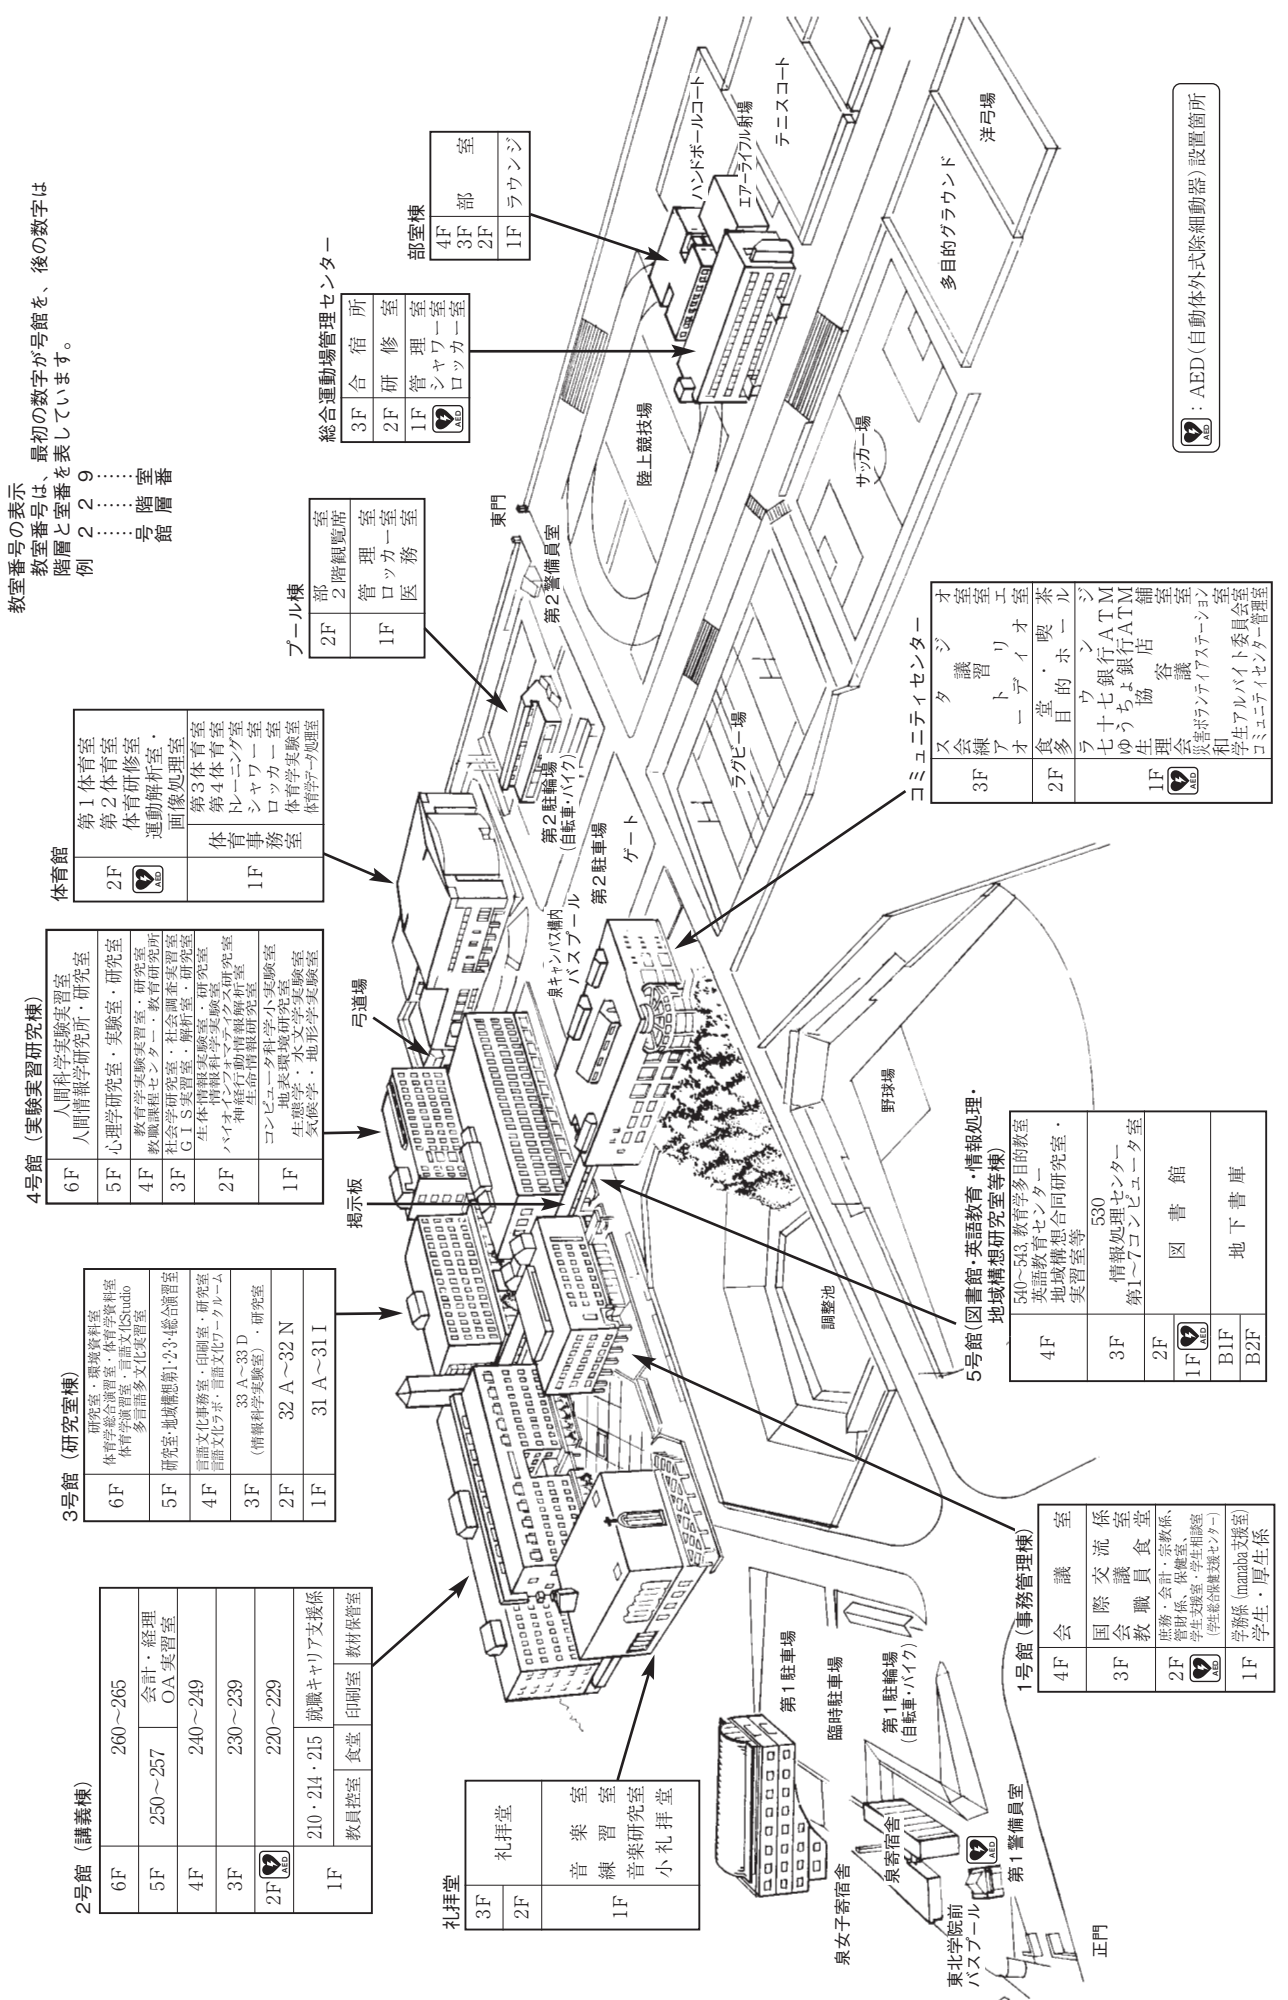 教室番号の表示
教室番号は、最初の数字が号館を、後の数字は
階層と室番を表しています。
例 2 2 9
号館 階層 室番
2号館（講義棟）
6F 260～265
5F 250～257 会計・経理 OA実習室
4F 240～249
3F 230～239
2F AED 220～229
1F 210・214・215 就職キャリア支援係
教員控室 食堂 印刷室 教材保管室
3号館（研究室棟）
6F 研究室・環境資料室
体育学総合演習室・体育学資料室
体育学演習室・言語文化Studio
多言語多文化実習室
5F 研究室・地域構想第1・2・3・4総合演習室
4F 言語文化事務室・印刷室・研究室
言語文化ラボ・言語文化ワークルーム
3F 33 A～33 D
（情報科学実験室）・研究室
2F 32 A～32 N
1F 31 A～31 I
4号館（実験実習研究棟）
6F 人間科学実験実習室
人間情報学研究所・研究室
5F 心理学研究室・実験室・研究室
4F 教育学実験実習室・研究室
教職課程センター・教育研究所
3F 社会学研究室・社会調査実習室
GIS実習室・解析室・研究室
2F 生体情報実験室・研究室
情報科学実験室
バイオインフォマティクス研究室
神経行動情報解析室
生命情報研究室
1F コンピュータ科学小実験室
地表環境研究室
生態学・水文学実験室
気候学・地形学実験室
体育館
2F AED 第1体育室
第2体育室
体育研修室
運動解析室・
画像処理室
1F 体育事務室
第3体育室
第4体育室
トレーニング室
シャワー室
ロッカー室
体育学実験室
体育学データ処理室
プール棟
2F 部室
2階観覧席
1F 管理室
ロッカー室
医務室
総合運動場管理センター
3F 合宿所
2F 研修室
1F AED 管理室
シャワー室
ロッカー室
部室棟
4F
3F 部室
2F
1F ラウンジ
礼拝堂
3F
2F 礼拝堂
1F 音楽室
練習室
音楽研究室
小礼拝堂
弓道場
掲示板
東門
第2警備員室
第2駐輪場
（自転車・バイク）
泉キャンパス構内
バスプール
第2駐車場
ゲート
陸上競技場
ハンドボールコート
エアーライフル射場
テニスコート
多目的グラウンド
洋弓場
サッカー場
ラグビー場
野球場
調整池
コミュニティセンター
3F スタジオ
会議室
練習室
アトリエ
オーディオ室
2F 食堂・喫茶
多目的ホール
1F AED ラウンジ
七十七銀行ATM
ゆうちょ銀行ATM
生協店舗
理容室
会議室
災害ボランティアステーション
和室
学生アルバイト委員会室
コミュニティセンター管理室
5号館（図書館・英語教育・情報処理・
地域構想研究室等棟）
4F 540～543, 教育学多目的教室
英語教育センター
地域構想合同研究室・
実習室等
3F 530
情報処理センター
第1～7コンピュータ室
2F
1F AED 図書館
B1F
B2F 地下書庫
1号館（事務管理棟）
4F 会議室
3F 国際交流係
会議室
教職員食堂
2F AED 庶務・会計・宗教係、
管財係、保健室、
学生支援室・学生相談室
（学生総合保健支援センター）
1F 学務係（manaba支援室）
学生・厚生係
第1駐車場
臨時駐車場
第1駐輪場
（自転車・バイク）
泉女子寄宿舎
泉寄宿舎
AED
第1警備員室
東北学院前
バスプール
正門
AED：AED（自動体外式除細動器）設置箇所